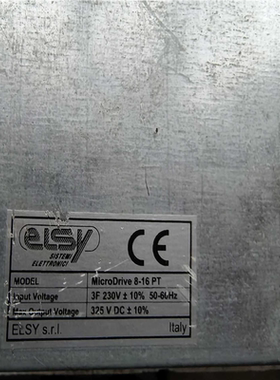 elsy
SISTEMI
ELETTRONICI
CE
MODEL MicroDrive 8-16 PT
Input Voltage 3F 230V ± 10% 50-60Hz
Max Output Voltage 325 V DC ± 10%
ELSY s.r.l Italy